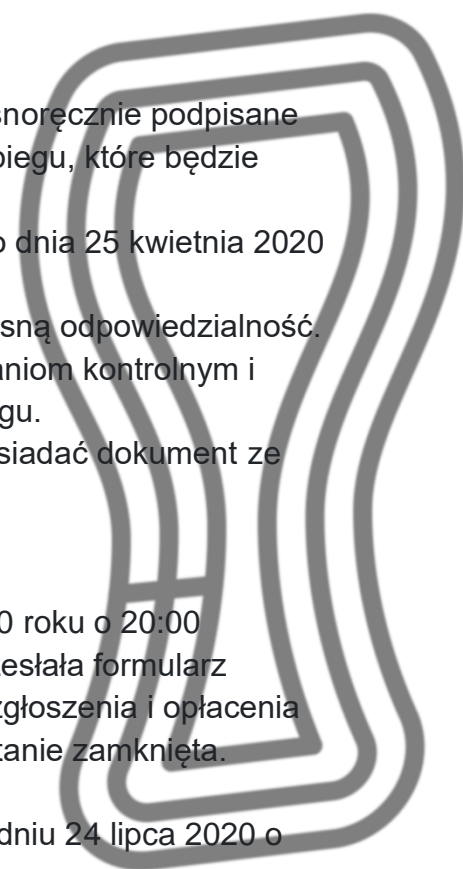 snoręcznie podpisane
biegu, które będzie
o dnia 25 kwietnia 2020
sną odpowiedzialność.
aniom kontrolnym i
gu.
siadać dokument ze
0 roku o 20:00
esłała formularz
zgłoszenia i opłacenia
tanie zamknięta.
dniu 24 lipca 2020 o